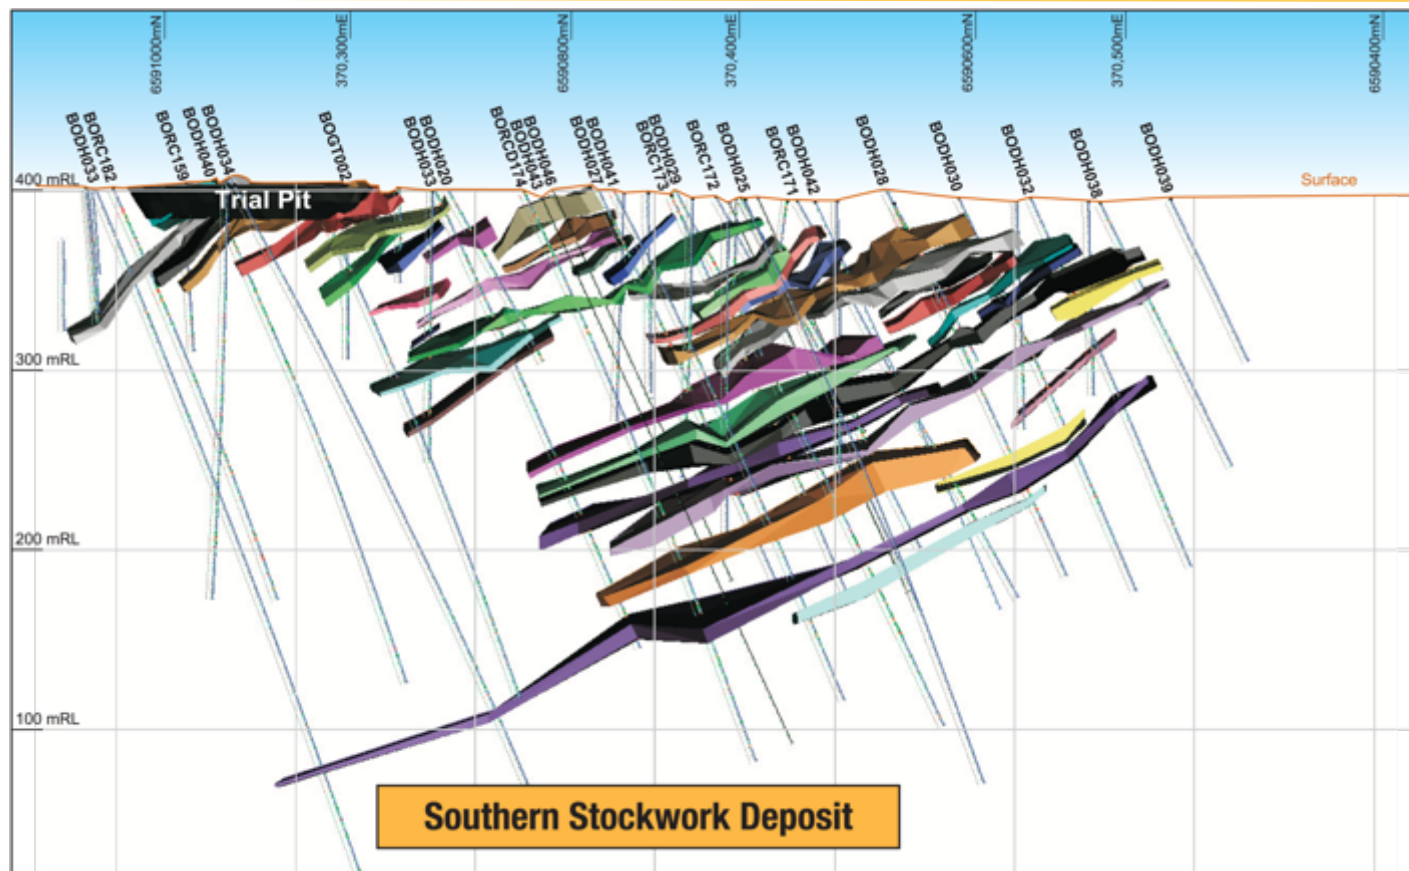 6591000mN
370,300mE
6590800mN
370,400mE
6590600mN
370,500mE
6590400mN
BODH033
BORC182
BORC159
BODH040
BODH034
BOGT002
BODH033
BODH020
BORCD174
BODH043
BODH046
BODH027
BODH041
BORC173
BODH029
BORC172
BODH025
BORC171
BODH042
BODH028
BODH030
BODH032
BODH038
BODH039
400 mRL
Trial Pit
Surface
300 mRL
200 mRL
100 mRL
Southern Stockwork Deposit